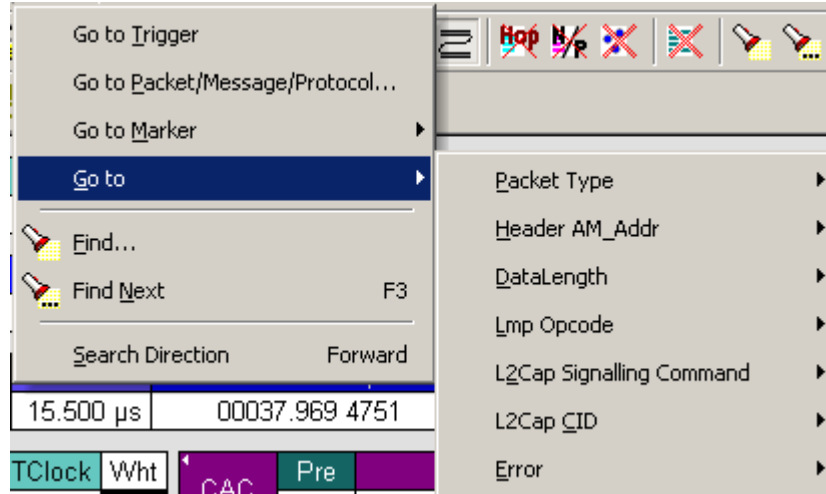 Go to Trigger
Go to Packet/Message/Protocol...
Go to Marker
Go to
Find...
Find Next F3
Search Direction Forward
Hop N/P
Packet Type
Header AM_Addr
DataLength
Lmp Opcode
L2Cap Signalling Command
L2Cap CID
Error
15.500 µs 00037.969 4751
TClock Wht CAC Pre